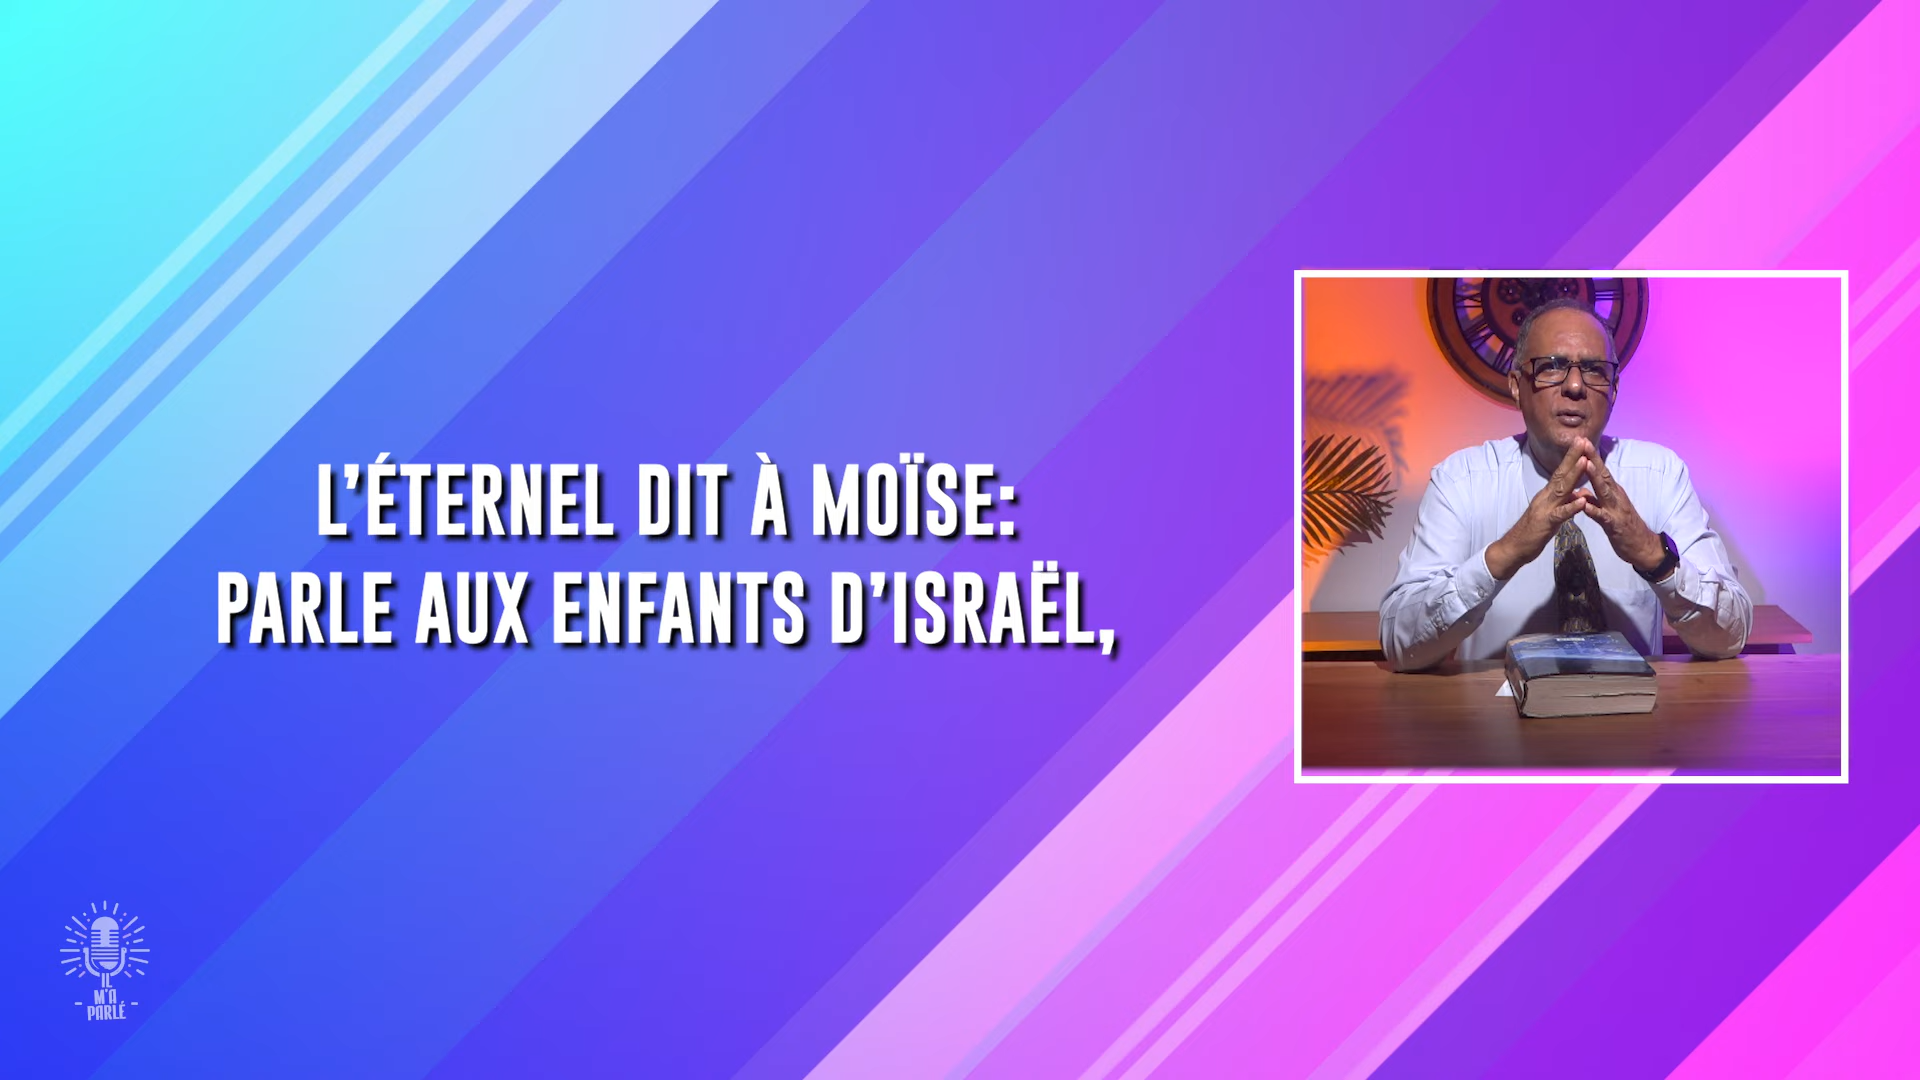 L'ÉTERNEL DIT À MOÏSE:
PARLE AUX ENFANTS D'ISRAËL,
IL
M'A
- PARLÉ -